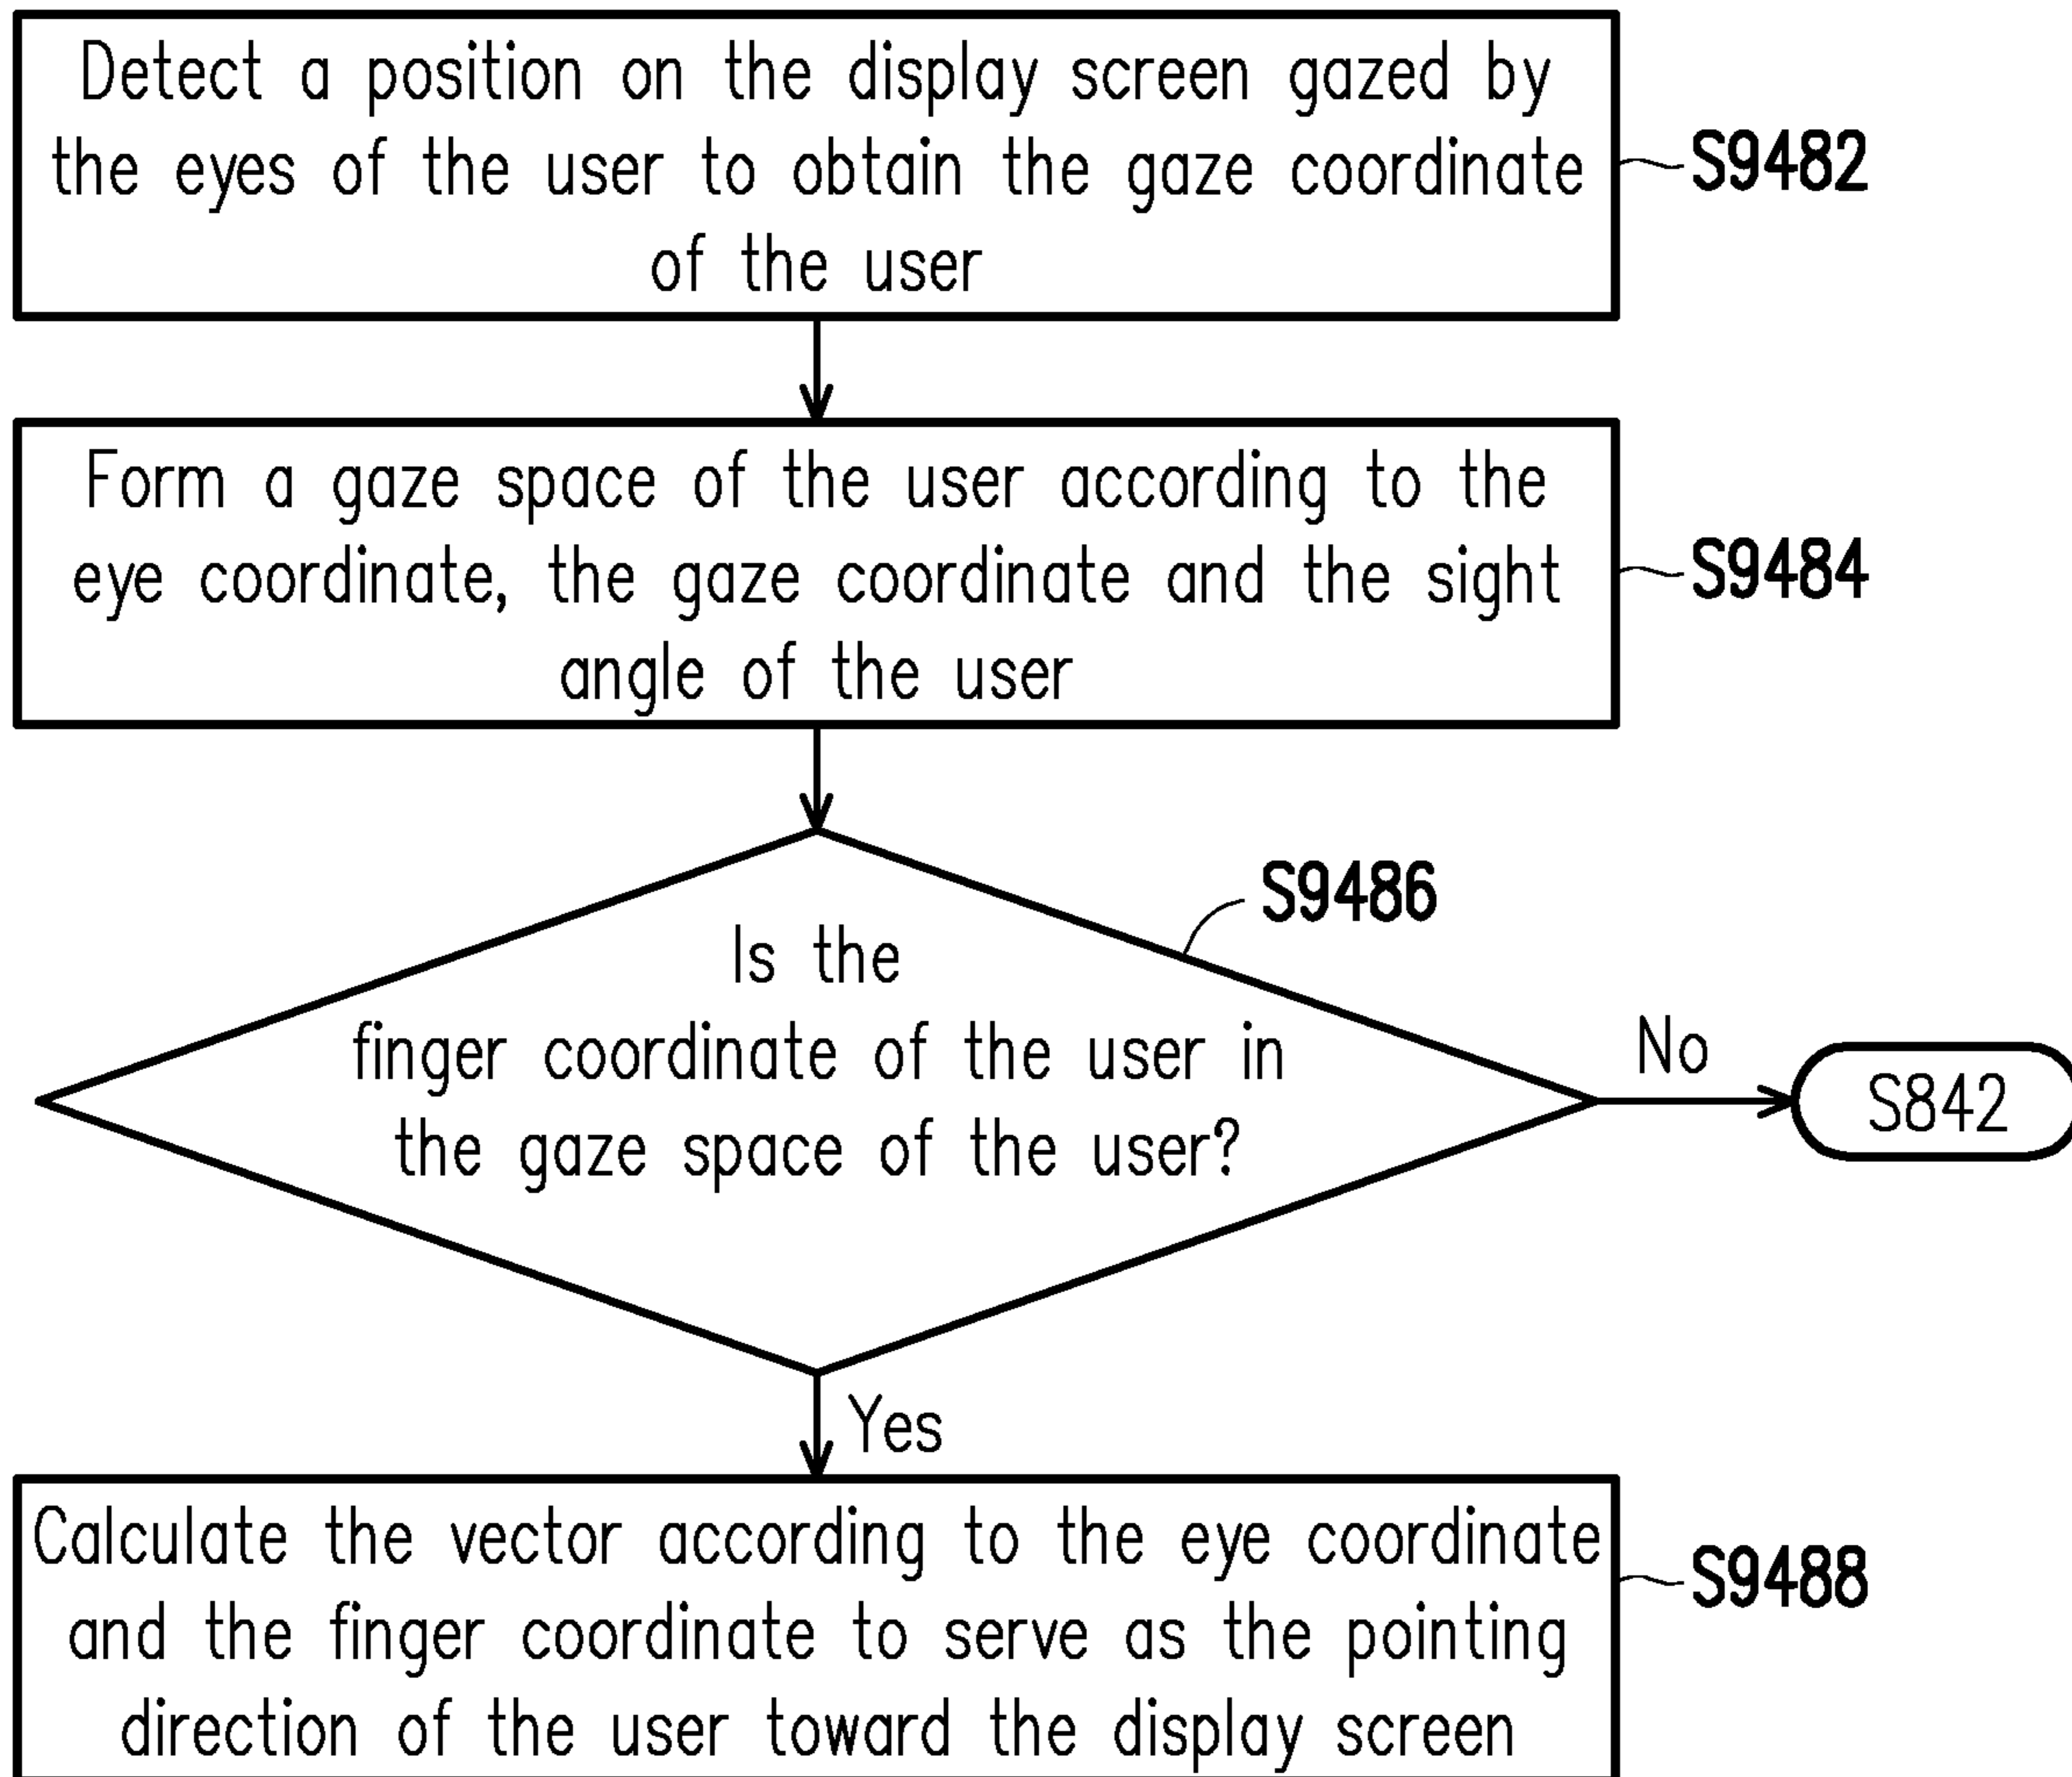 Detect a position on the display screen gazed by
the eyes of the user to obtain the gaze coordinate
of the user
S9482
Form a gaze space of the user according to the
eye coordinate, the gaze coordinate and the sight
angle of the user
S9484
S9486
Is the
finger coordinate of the user in
the gaze space of the user?
No
S842
Yes
Calculate the vector according to the eye coordinate
and the finger coordinate to serve as the pointing
direction of the user toward the display screen
S9488